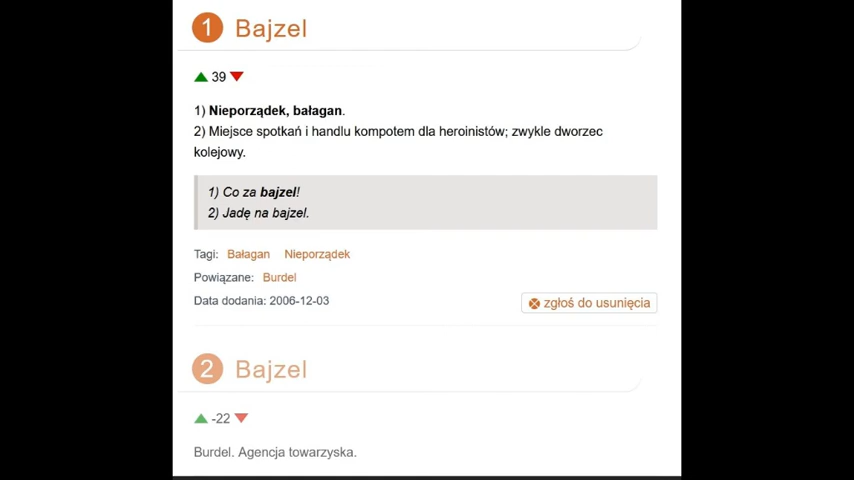 1 Bajzel
39
1) Nieporządek, bałagan.
2) Miejsce spotkań i handlu kompotem dla heroinistów; zwykle dworzec
kolejowy.
1) Co za bajzel!
2) Jadę na bajzel.
Tagi: Bałagan Nieporządek
Powiązane: Burdel
Data dodania: 2006-12-03 zgłoś do usunięcia
2 Bajzel
-22
Burdel. Agencja towarzyska.